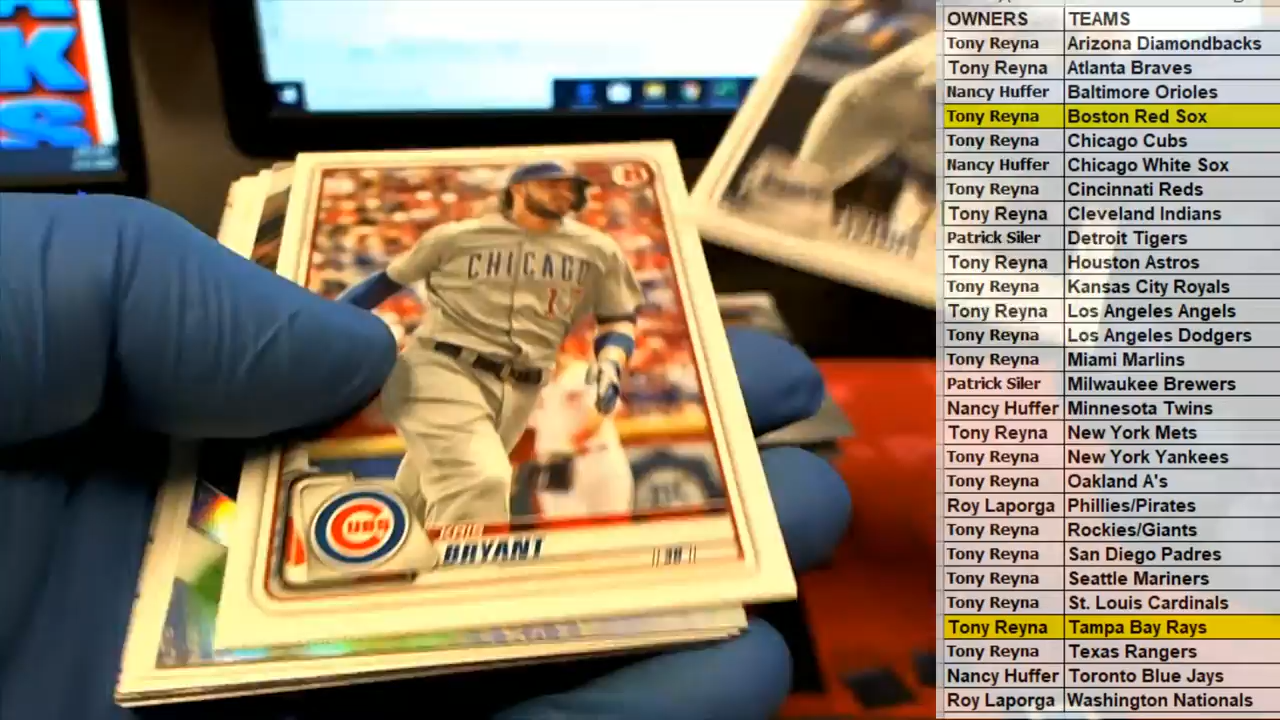 K
S
CHICAGO
17
CUBS
KRIS
BRYANT
3B
OWNERS TEAMS
Tony Reyna Arizona Diamondbacks
Tony Reyna Atlanta Braves
Nancy Huffer Baltimore Orioles
Tony Reyna Boston Red Sox
Tony Reyna Chicago Cubs
Nancy Huffer Chicago White Sox
Tony Reyna Cincinnati Reds
Tony Reyna Cleveland Indians
Patrick Siler Detroit Tigers
Tony Reyna Houston Astros
Tony Reyna Kansas City Royals
Tony Reyna Los Angeles Angels
Tony Reyna Los Angeles Dodgers
Tony Reyna Miami Marlins
Patrick Siler Milwaukee Brewers
Nancy Huffer Minnesota Twins
Tony Reyna New York Mets
Tony Reyna New York Yankees
Tony Reyna Oakland A's
Roy Laporga Phillies/Pirates
Tony Reyna Rockies/Giants
Tony Reyna San Diego Padres
Tony Reyna Seattle Mariners
Tony Reyna St. Louis Cardinals
Tony Reyna Tampa Bay Rays
Tony Reyna Texas Rangers
Nancy Huffer Toronto Blue Jays
Roy Laporga Washington Nationals